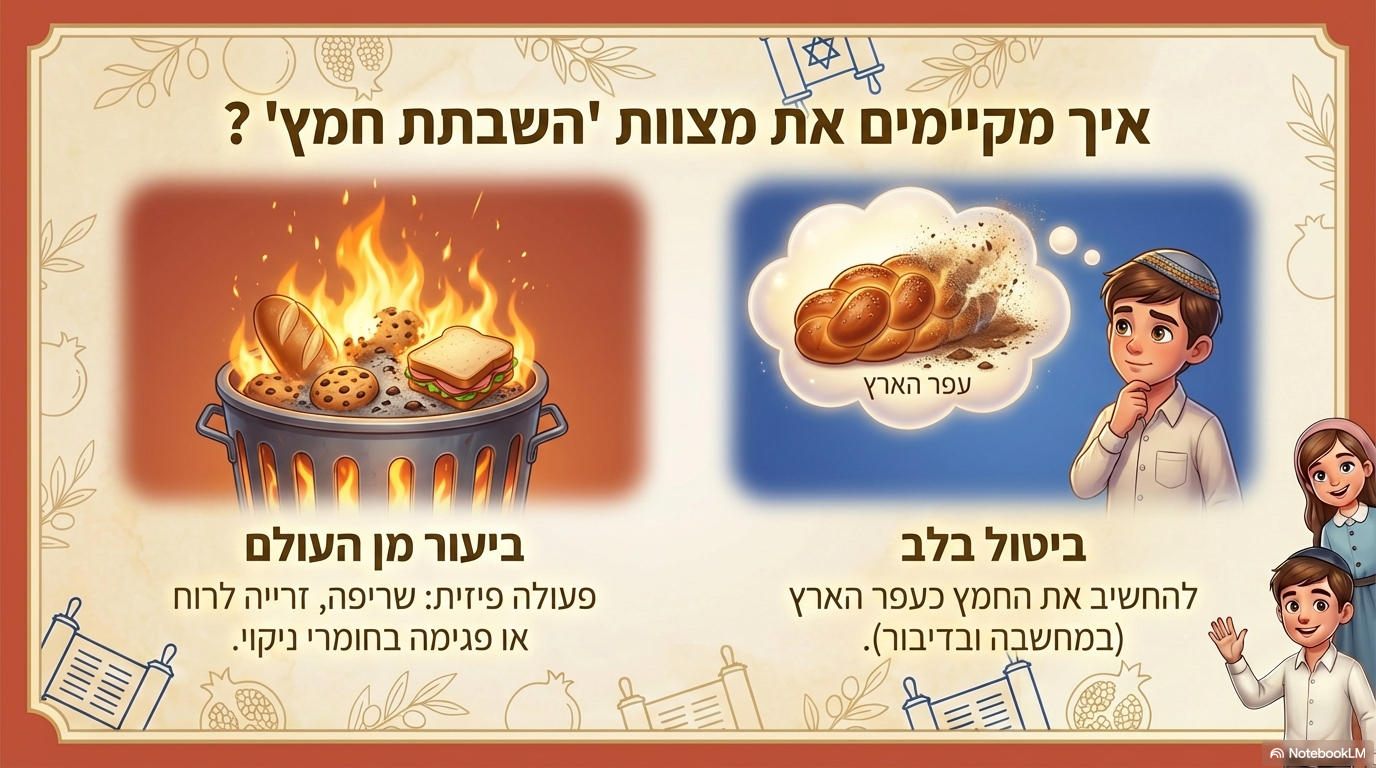 איך מקיימים את מצוות 'השבתת חמץ' ?
עפר הארץ
ביטול בלב
להחשיב את החמץ כעפר הארץ
(במחשבה ובדיבור).
ביעור מן העולם
פעולה פיזית: שריפה, זרייה לרוח
או פגימה בחומרי ניקוי.
NotebookLM